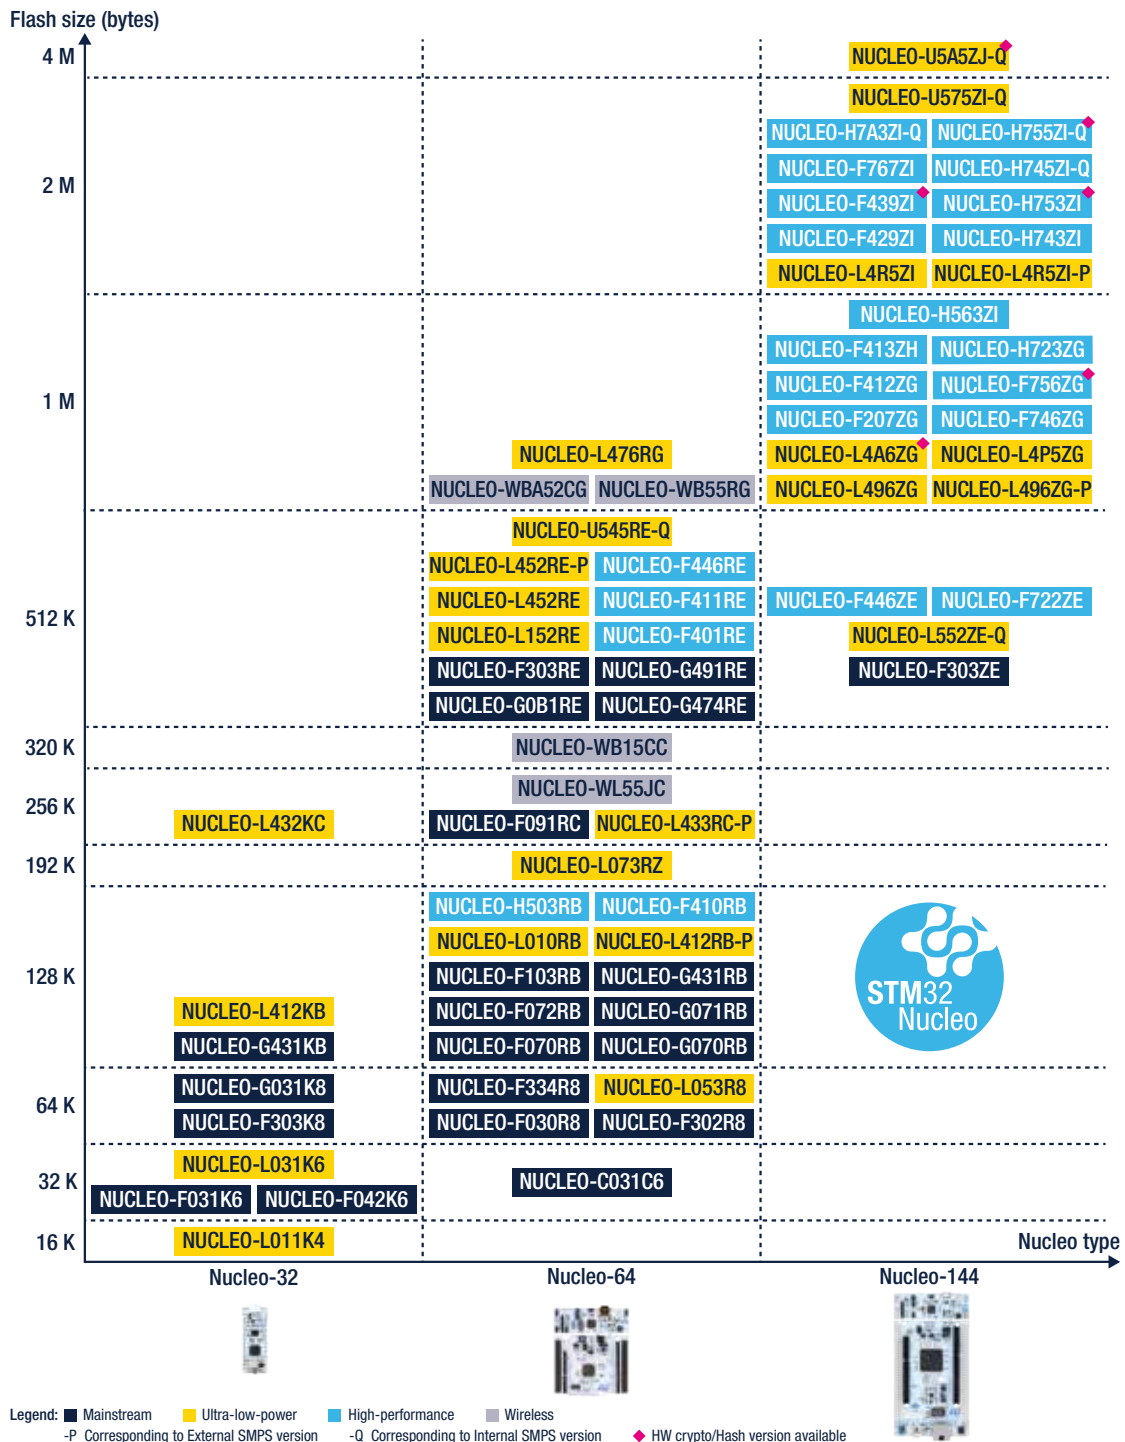 Flash size (bytes)
4 M
NUCLEO-U5A5ZJ-Q
NUCLEO-U575ZI-Q
NUCLEO-H7A3ZI-Q NUCLEO-H755ZI-Q
2 M
NUCLEO-F767ZI NUCLEO-H745ZI-Q
NUCLEO-F439ZI NUCLEO-H753ZI
NUCLEO-F429ZI NUCLEO-H743ZI
NUCLEO-L4R5ZI NUCLEO-L4R5ZI-P
NUCLEO-H563ZI
NUCLEO-F413ZH NUCLEO-H723ZG
1 M
NUCLEO-F412ZG NUCLEO-F756ZG
NUCLEO-F207ZG NUCLEO-F746ZG
NUCLEO-L476RG NUCLEO-L4A6ZG NUCLEO-L4P5ZG
NUCLEO-WBA52CG NUCLEO-WB55RG NUCLEO-L496ZG NUCLEO-L496ZG-P
NUCLEO-U545RE-Q
NUCLEO-L452RE-P NUCLEO-F446RE
512 K
NUCLEO-L452RE NUCLEO-F411RE NUCLEO-F446ZE NUCLEO-F722ZE
NUCLEO-L152RE NUCLEO-F401RE NUCLEO-L552ZE-Q
NUCLEO-F303RE NUCLEO-G491RE NUCLEO-F303ZE
NUCLEO-G0B1RE NUCLEO-G474RE
320 K NUCLEO-WB15CC
NUCLEO-WL55JC
256 K
NUCLEO-L432KC NUCLEO-F091RC NUCLEO-L433RC-P
192 K NUCLEO-L073RZ
NUCLEO-H503RB NUCLEO-F410RB
NUCLEO-L010RB NUCLEO-L412RB-P
128 K NUCLEO-F103RB NUCLEO-G431RB
STM32
Nucleo
NUCLEO-L412KB NUCLEO-F072RB NUCLEO-G071RB
NUCLEO-G431KB NUCLEO-F070RB NUCLEO-G070RB
64 K
NUCLEO-G031K8 NUCLEO-F334R8 NUCLEO-L053R8
NUCLEO-F303K8 NUCLEO-F030R8 NUCLEO-F302R8
NUCLEO-L031K6
32 K NUCLEO-C031C6
NUCLEO-F031K6 NUCLEO-F042K6
16 K NUCLEO-L011K4
Nucleo type
Nucleo-32 Nucleo-64 Nucleo-144
Legend: Mainstream Ultra-low-power High-performance Wireless
-P Corresponding to External SMPS version -Q Corresponding to Internal SMPS version HW crypto/Hash version available